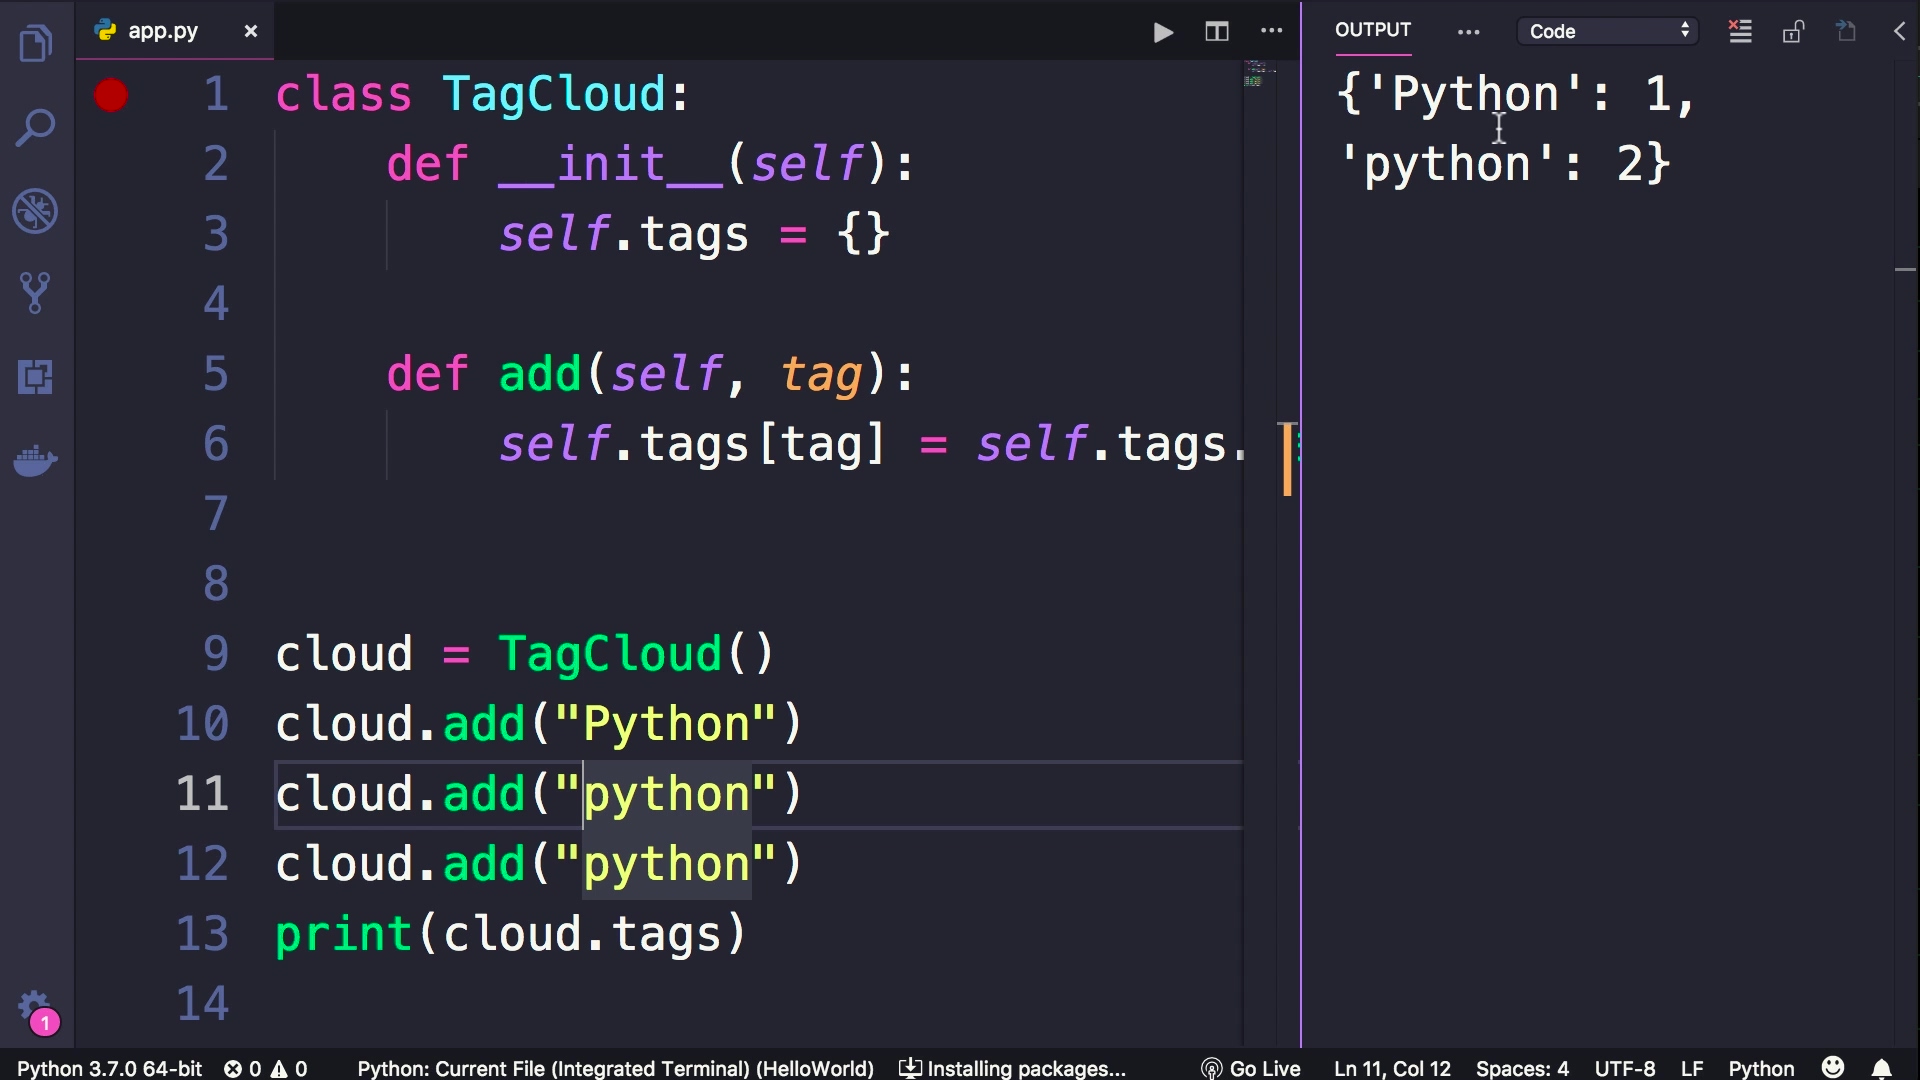 app.py
OUTPUT
Code
1 class TagCloud:
2 def __init__(self):
3 self.tags = {}
4
5 def add(self, tag):
6 self.tags[tag] = self.tags.
7
8
9 cloud = TagCloud()
10 cloud.add("Python")
11 cloud.add("python")
12 cloud.add("python")
13 print(cloud.tags)
14
{'Python': 1,
'python': 2}
1
Python 3.7.0 64-bit 0 0 Python: Current File (Integrated Terminal) (HelloWorld) Installing packages... Go Live Ln 11, Col 12 Spaces: 4 UTF-8 LF Python